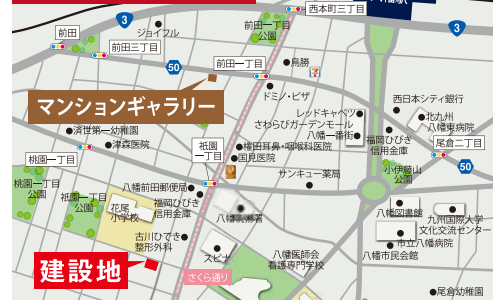 3
西本町三丁目
前田
ジョイフル
前田一丁目
公園
3
前田三丁目
50
前田一丁目
鳥勝
ドミノ・ピザ
マンションギャラリー
西日本シティ銀行
レッドキャベツ
さわらびガーデンモール
八幡一番街
北九州
八幡東病院
済世第一幼稚園
津森医院
祇園
一丁目
権田耳鼻・咽喉科医院
国見医院
福岡ひびき
信用金庫
尾倉二丁目
50
桃園一丁目
小伊藤山
公園
サンキュー薬局
桃園一丁目
公園
八幡前田郵便局
祇園一丁目
公園
花尾
小学校
福岡ひびき
信用金庫
八幡図書館
九州国際大学
文化交流センター
古川ひでき
整形外科
スピナ
八幡医師会
看護専門学校
市立八幡病院
八幡市民会館
建設地
さくら通り
尾倉幼稚園